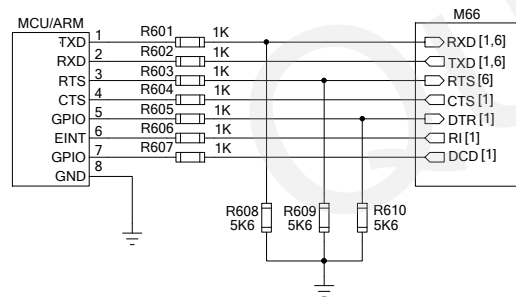 MCU/ARM
M66
TXD 1 R601 1K RXD [1,6]
RXD 2 R602 1K TXD [1,6]
RTS 3 R603 1K RTS [6]
CTS 4 R604 1K CTS [1]
GPIO 5 R605 1K DTR [1]
EINT 6 R606 1K RI [1]
GPIO 7 R607 1K DCD [1]
GND 8
R608 R609 R610
5K6 5K6 5K6